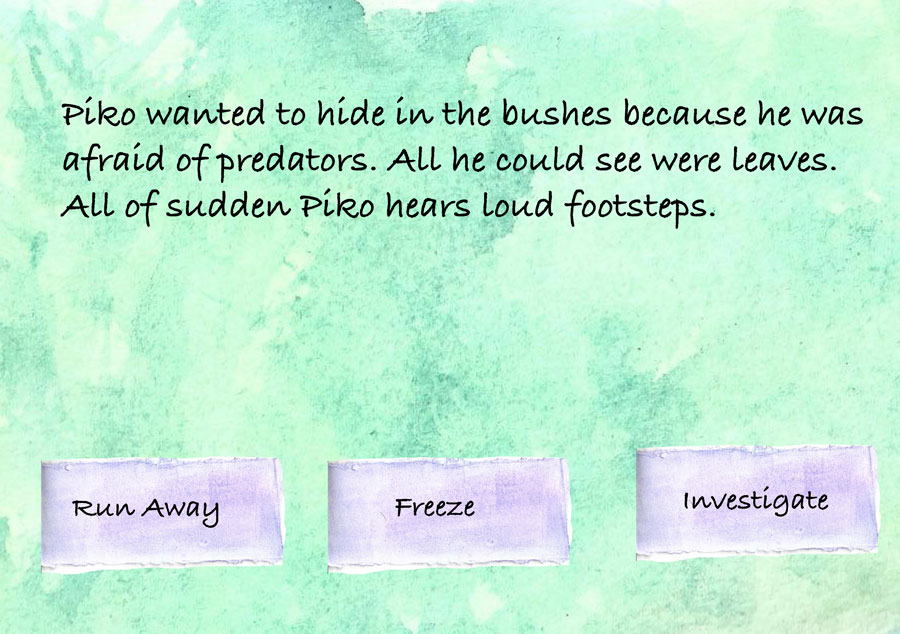 Piko wanted to hide in the bushes because he was
afraid of predators. All he could see were leaves.
All of sudden Piko hears loud footsteps.
Run Away
Freeze
Investigate